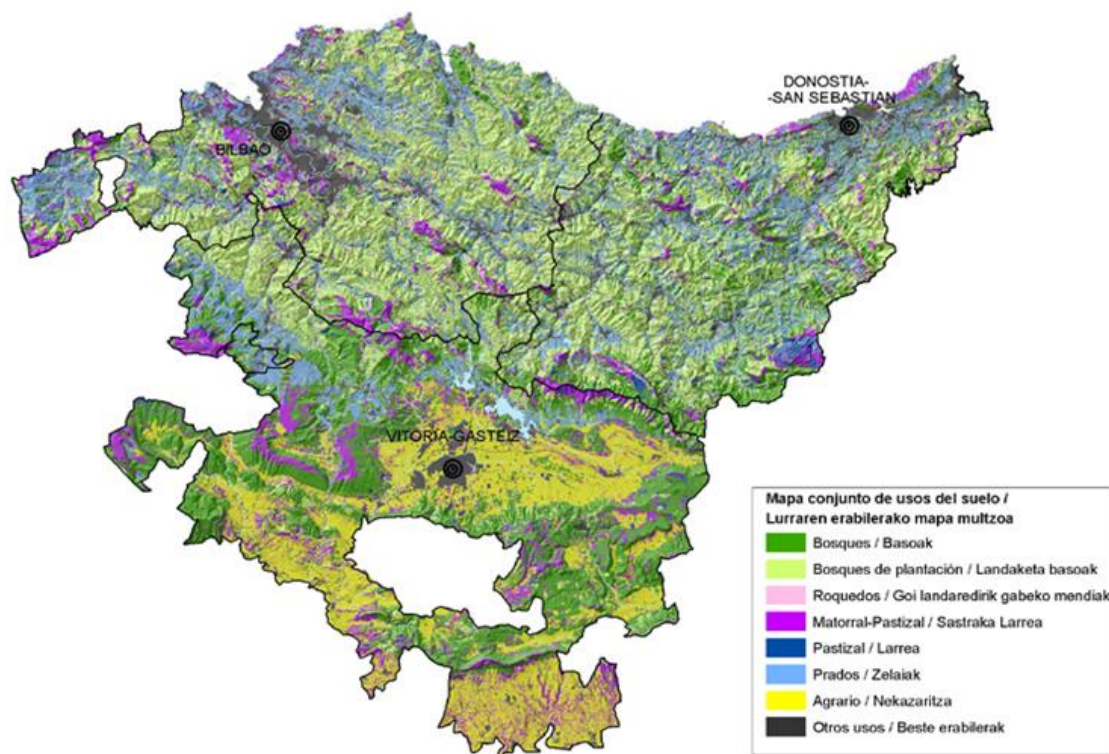 DONOSTIA-
-SAN SEBASTIAN
BILBAO
VITORIA-GASTEIZ
Mapa conjunto de usos del suelo /
Lurraren erabilerako mapa multzoa
Bosques / Basoak
Bosques de plantación / Landaketa basoak
Roquedos / Goi landaredirik gabeko mendiak
Matorral-Pastizal / Sastraka Larrea
Pastizal / Larrea
Prados / Zelaiak
Agrario / Nekazaritza
Otros usos / Beste erabilerak